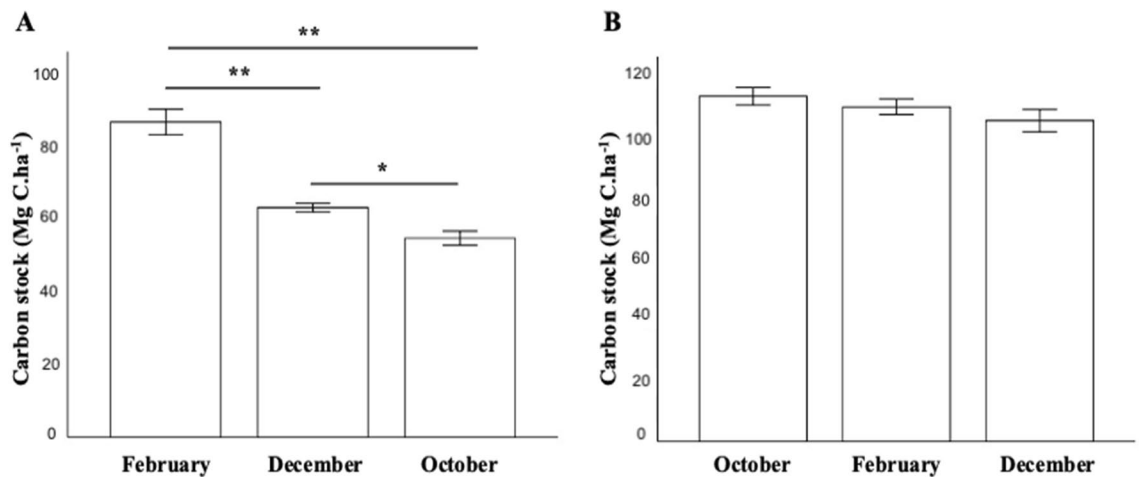 A
**
**
*
100
80
60
40
20
0
Carbon stock (Mg C.ha⁻¹)
February December October
B
120
100
80
60
40
20
0
Carbon stock (Mg C.ha⁻¹)
October February December